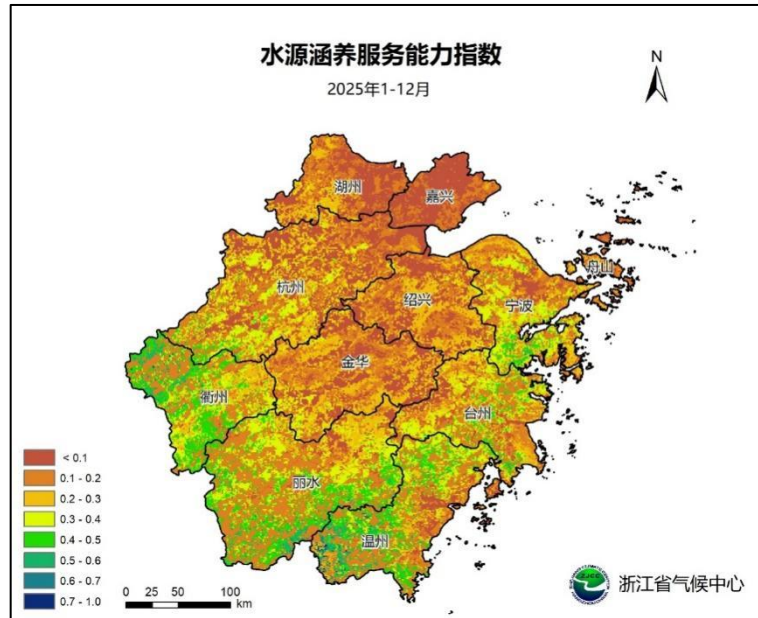 水源涵养服务能力指数
2025年1-12月
N
湖州
嘉兴
杭州
绍兴
宁波
舟山
金华
衢州
台州
丽水
温州
< 0.1
0.1 - 0.2
0.2 - 0.3
0.3 - 0.4
0.4 - 0.5
0.5 - 0.6
0.6 - 0.7
0.7 - 1.0
0 25 50 100
km
浙江省气候中心